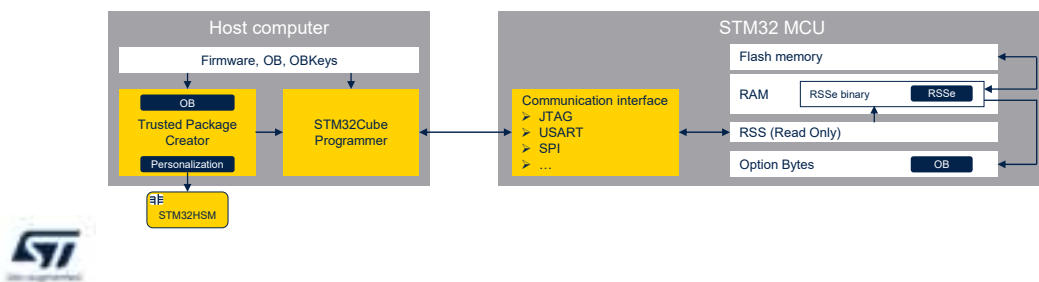 Host computer
Firmware, OB, OBKeys
OB
Trusted Package
Creator
Personalization
STM32Cube
Programmer
STM32HSM
STM32 MCU
Communication interface
➢ JTAG
➢ USART
➢ SPI
➢ …
Flash memory
RAM
RSSe binary
RSSe
RSS (Read Only)
Option Bytes
OB
ST